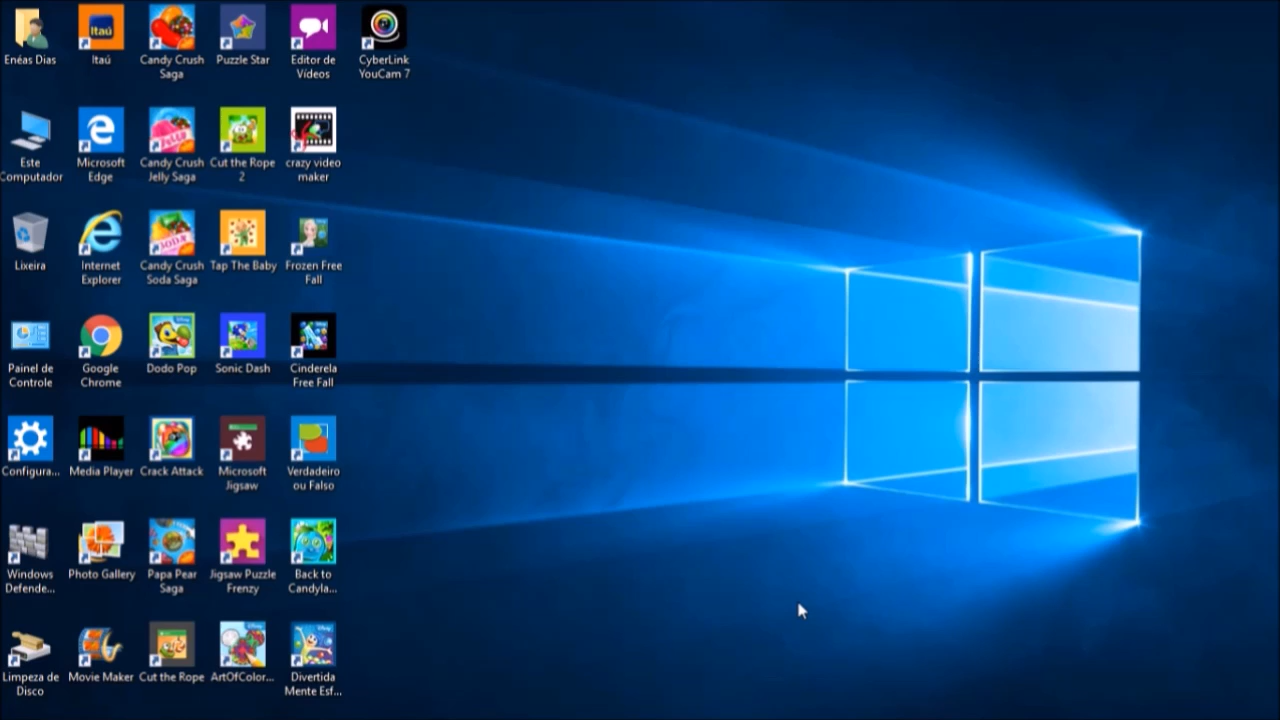 Enéas Dias
Itaú
Itaú
Candy Crush
Saga
Puzzle Star
Editor de
Vídeos
CyberLink
YouCam 7
Este
Computador
Microsoft
Edge
Candy Crush
Jelly Saga
Cut the Rope
2
crazy video
maker
Lixeira
Internet
Explorer
SODA
Candy Crush
Soda Saga
Tap The Baby
Frozen Free
Fall
Painel de
Controle
Google
Chrome
Dodo Pop
Sonic Dash
Cinderela
Free Fall
Configura...
Media Player
Crack Attack
Microsoft
Jigsaw
Verdadeiro
ou Falso
Windows
Defende...
Photo Gallery
Papa Pear
Saga
Jigsaw Puzzle
Frenzy
Back to
Candyla...
Limpeza de
Disco
Movie Maker
Cut the Rope
ArtOfColor...
Divertida
Mente Esf...